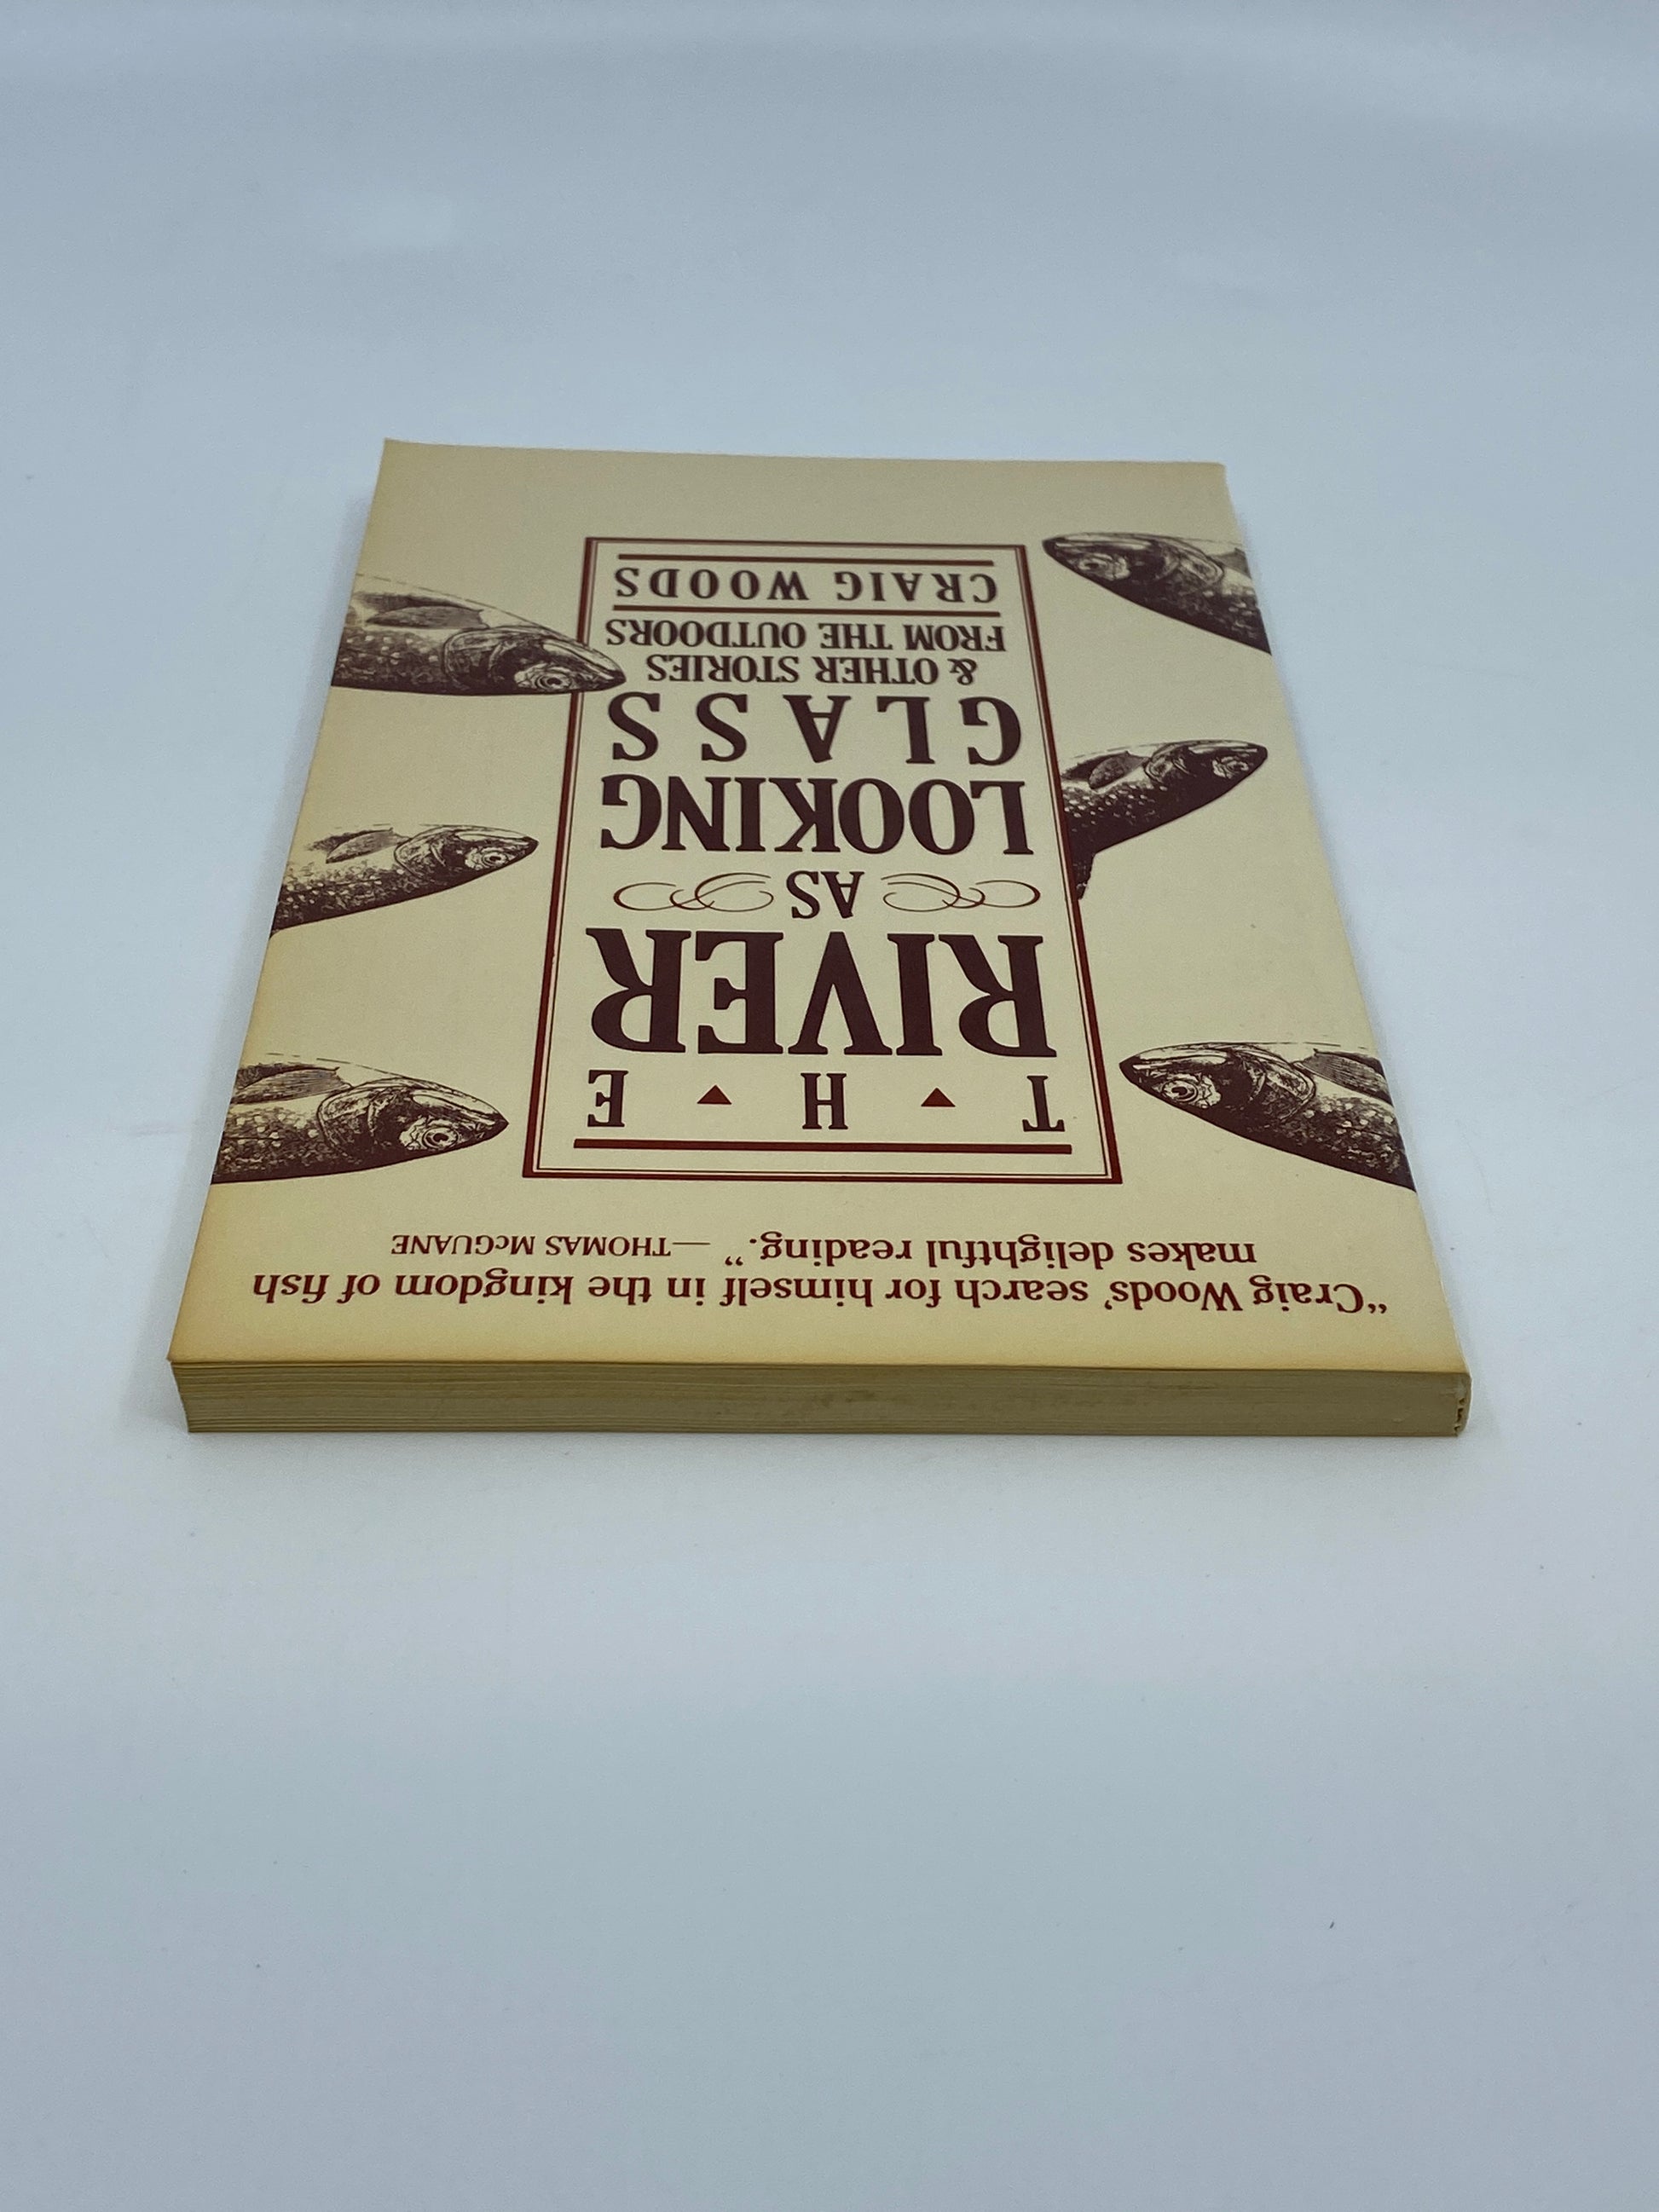 “Craig Woods’ search for himself in the kingdom of fish
makes delightful reading.” —THOMAS McGUANE
THE
RIVER
AS
LOOKING
GLASS
& OTHER STORIES
FROM THE OUTDOORS
CRAIG WOODS